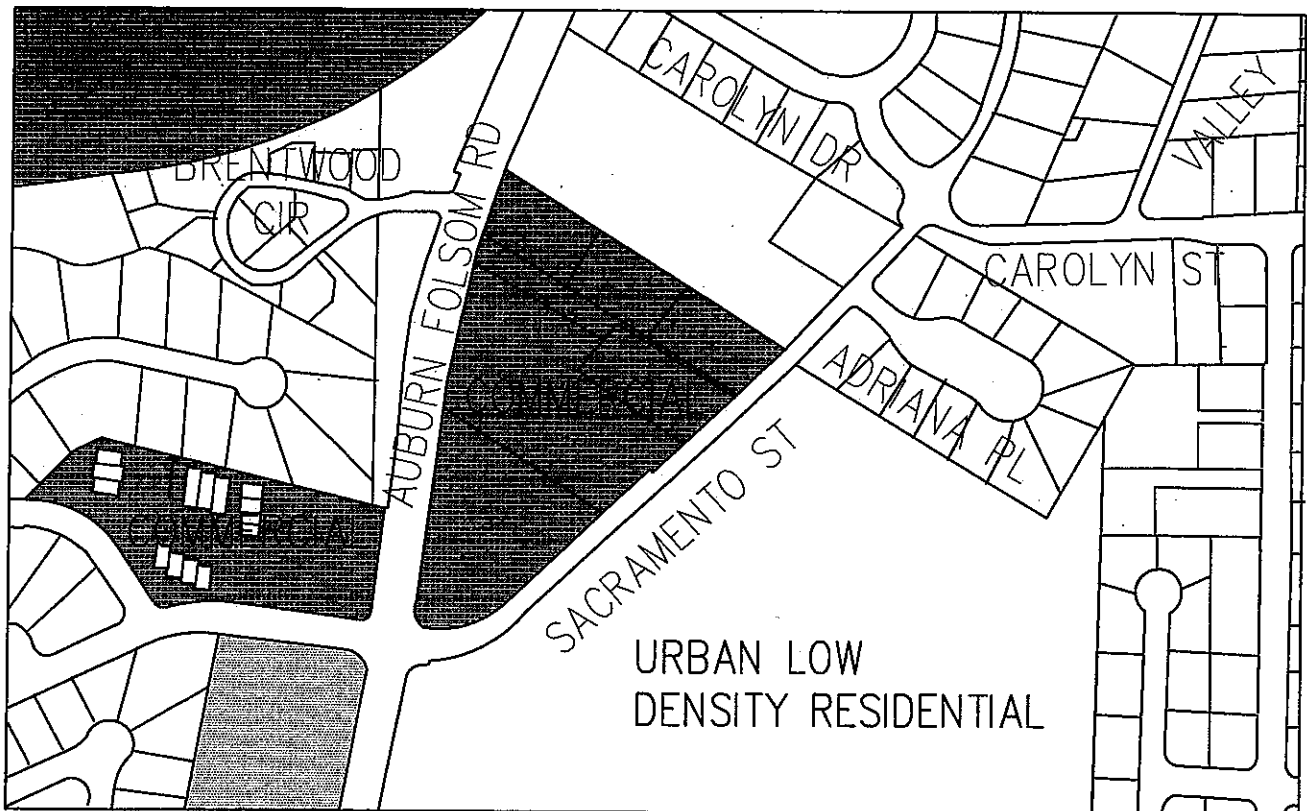 CAROLYN DR
VALLEY
BRENTWOOD
CIR
AUBURN FOLSOM RD
CAROLYN ST
ADRIANA PL
COMMERCIAL
SACRAMENTO ST
COMMERCIAL
URBAN LOW
DENSITY RESIDENTIAL